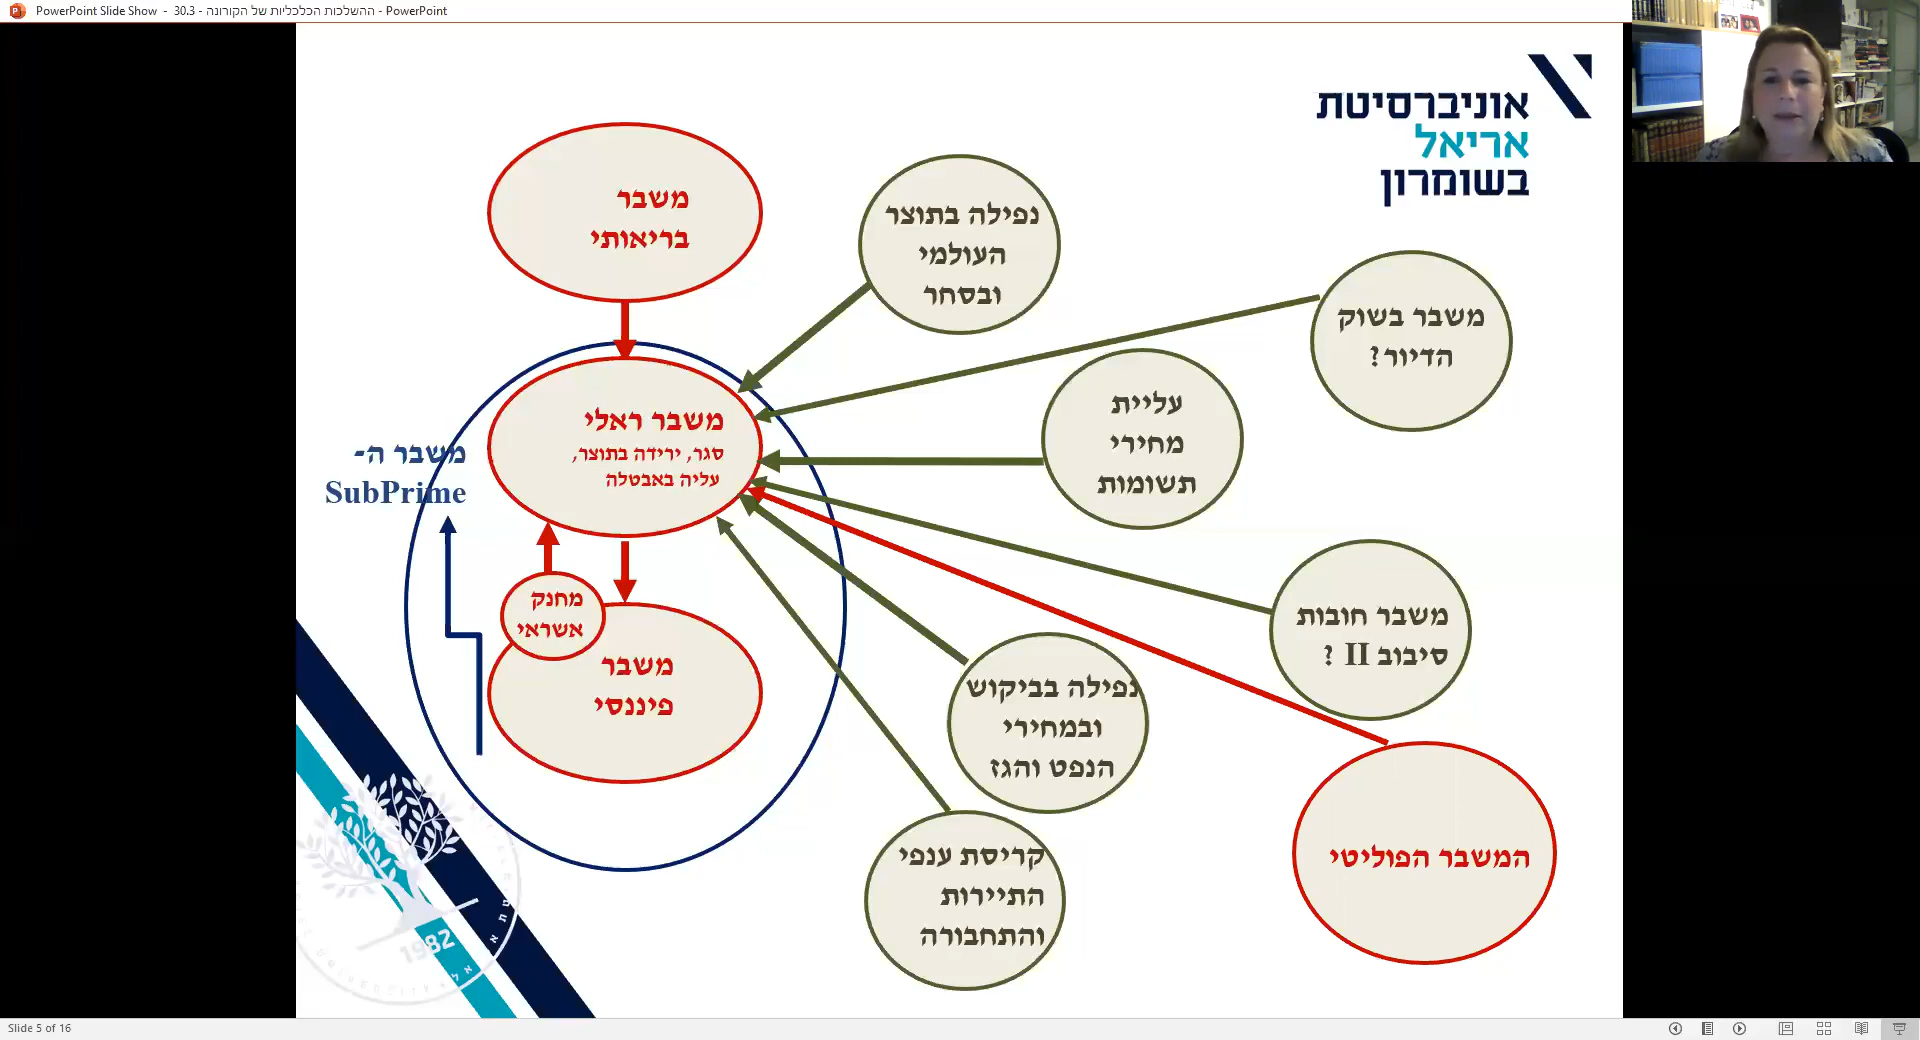 PowerPoint Slide Show - 30.3 - ההשלכות הכלכליות של הקורונה - PowerPoint
אוניברסיטת
אריאל
בשומרון
משבר
בריאותי
נפילה בתוצר
העולמי
ובסחר
משבר בשוק
הדיור?
משבר ראלי
סגר, ירידה בתוצר,
עליה באבטלה
עליית
מחירי
תשומות
משבר ה-
SubPrime
מחנק
אשראי
משבר
פיננסי
משבר חובות
סיבוב II ?
נפילה בביקוש
ובמחירי
הנפט והגז
המשבר הפוליטי
קריסת ענפי
התיירות
והתחבורה
1982
Slide 5 of 16